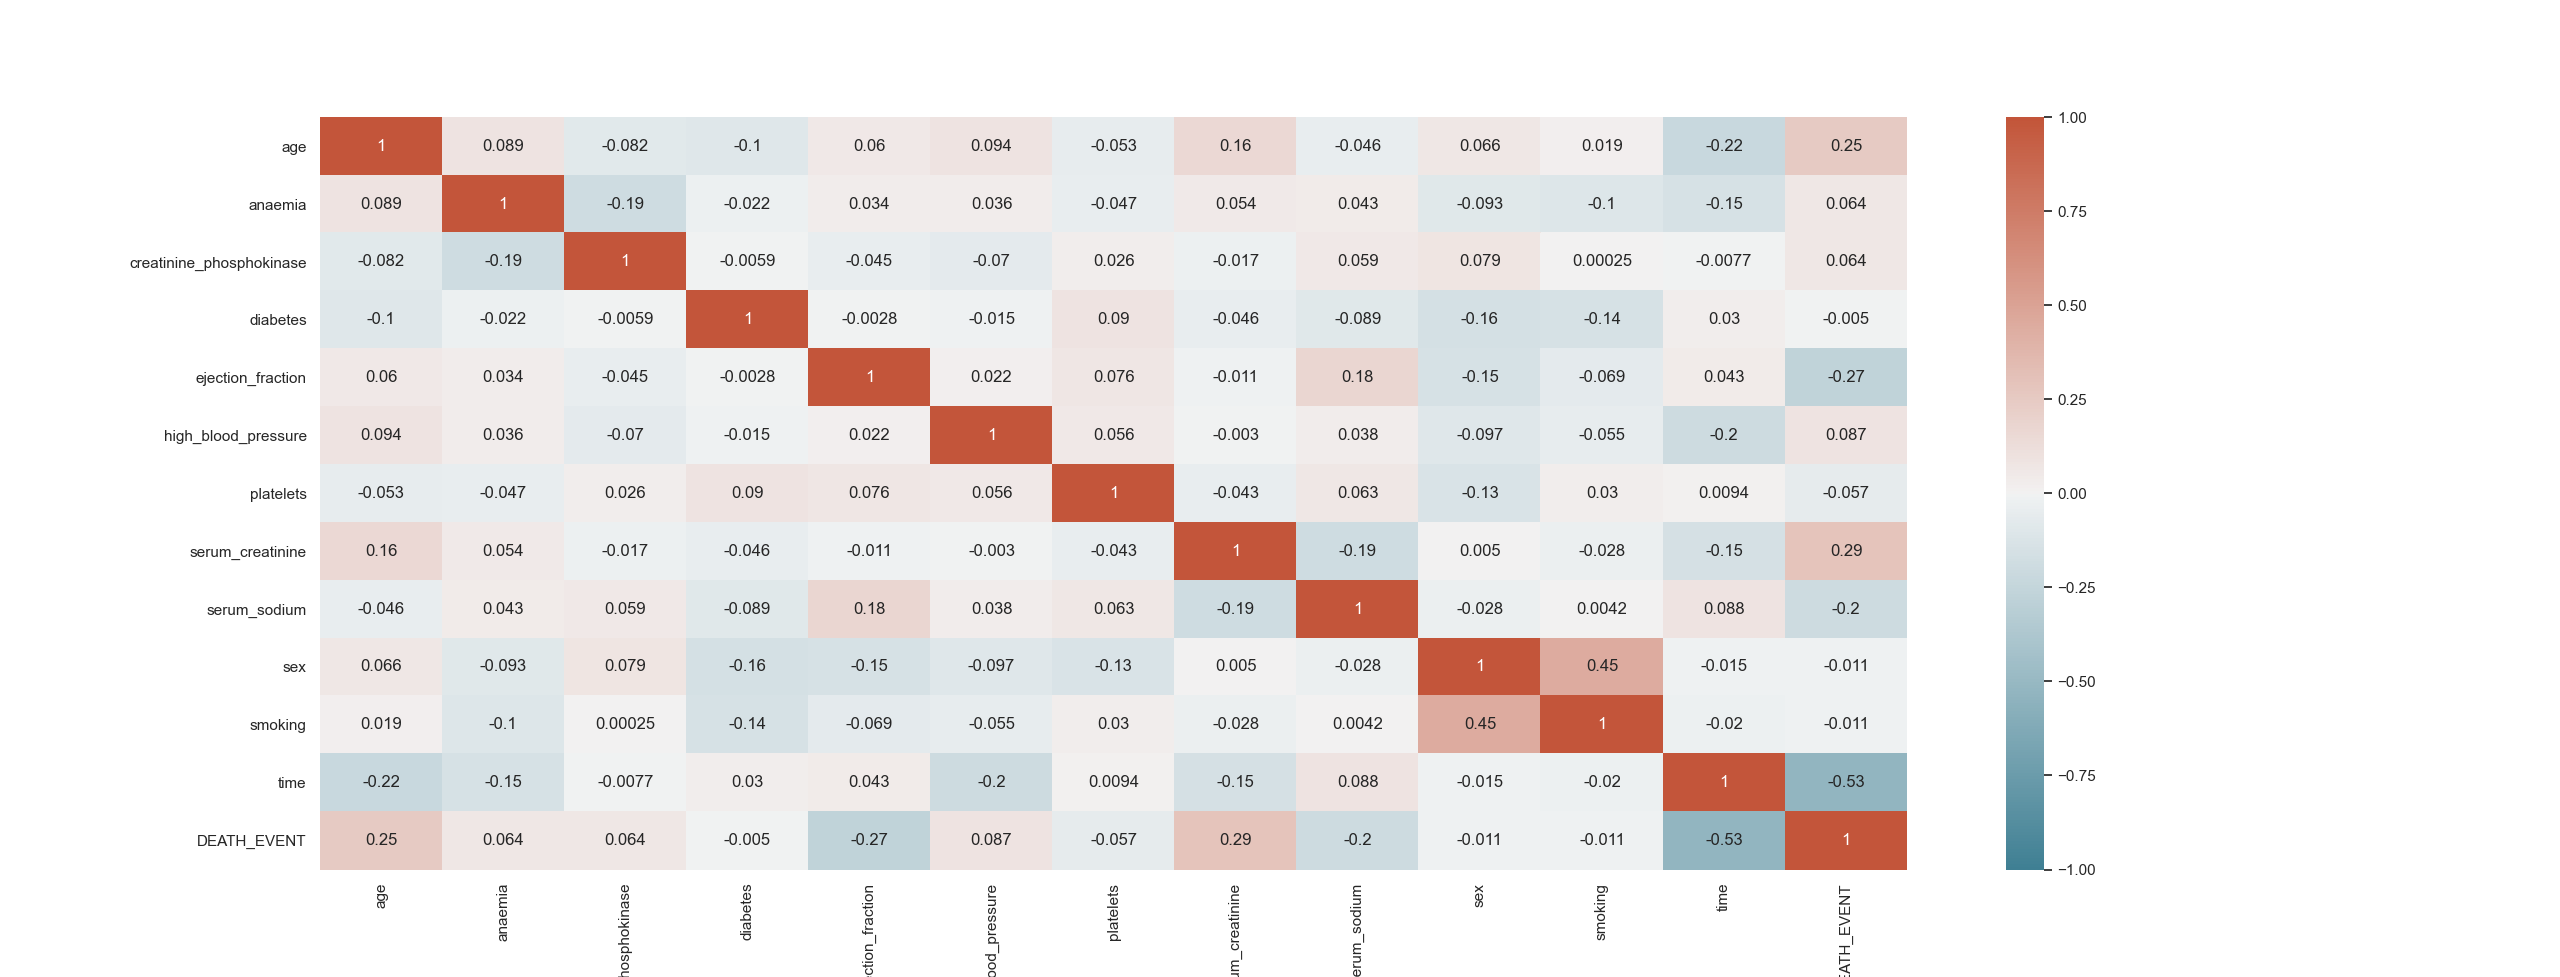 age 1 0.089 -0.082 -0.1 0.06 0.094 -0.053 0.16 -0.046 0.066 0.019 -0.22 0.25
anaemia 0.089 1 -0.19 -0.022 0.034 0.036 -0.047 0.054 0.043 -0.093 -0.1 -0.15 0.064
creatinine_phosphokinase -0.082 -0.19 1 -0.0059 -0.045 -0.07 0.026 -0.017 0.059 0.079 0.00025 -0.0077 0.064
diabetes -0.1 -0.022 -0.0059 1 -0.0028 -0.015 0.09 -0.046 -0.089 -0.16 -0.14 0.03 -0.005
ejection_fraction 0.06 0.034 -0.045 -0.0028 1 0.022 0.076 -0.011 0.18 -0.15 -0.069 0.043 -0.27
high_blood_pressure 0.094 0.036 -0.07 -0.015 0.022 1 0.056 -0.003 0.038 -0.097 -0.055 -0.2 0.087
platelets -0.053 -0.047 0.026 0.09 0.076 0.056 1 -0.043 0.063 -0.13 0.03 0.0094 -0.057
serum_creatinine 0.16 0.054 -0.017 -0.046 -0.011 -0.003 -0.043 1 -0.19 0.005 -0.028 -0.15 0.29
serum_sodium -0.046 0.043 0.059 -0.089 0.18 0.038 0.063 -0.19 1 -0.028 0.0042 0.088 -0.2
sex 0.066 -0.093 0.079 -0.16 -0.15 -0.097 -0.13 0.005 -0.028 1 0.45 -0.015 -0.011
smoking 0.019 -0.1 0.00025 -0.14 -0.069 -0.055 0.03 -0.028 0.0042 0.45 1 -0.02 -0.011
time -0.22 -0.15 -0.0077 0.03 0.043 -0.2 0.0094 -0.15 0.088 -0.015 -0.02 1 -0.53
DEATH_EVENT 0.25 0.064 0.064 -0.005 -0.27 0.087 -0.057 0.29 -0.2 -0.011 -0.011 -0.53 1
age
anaemia
hosphokinase
diabetes
ction_fraction
ood_pressure
platelets
um_creatinine
erum_sodium
sex
smoking
time
EATH_EVENT
1.00
0.75
0.50
0.25
0.00
−0.25
−0.50
−0.75
−1.00